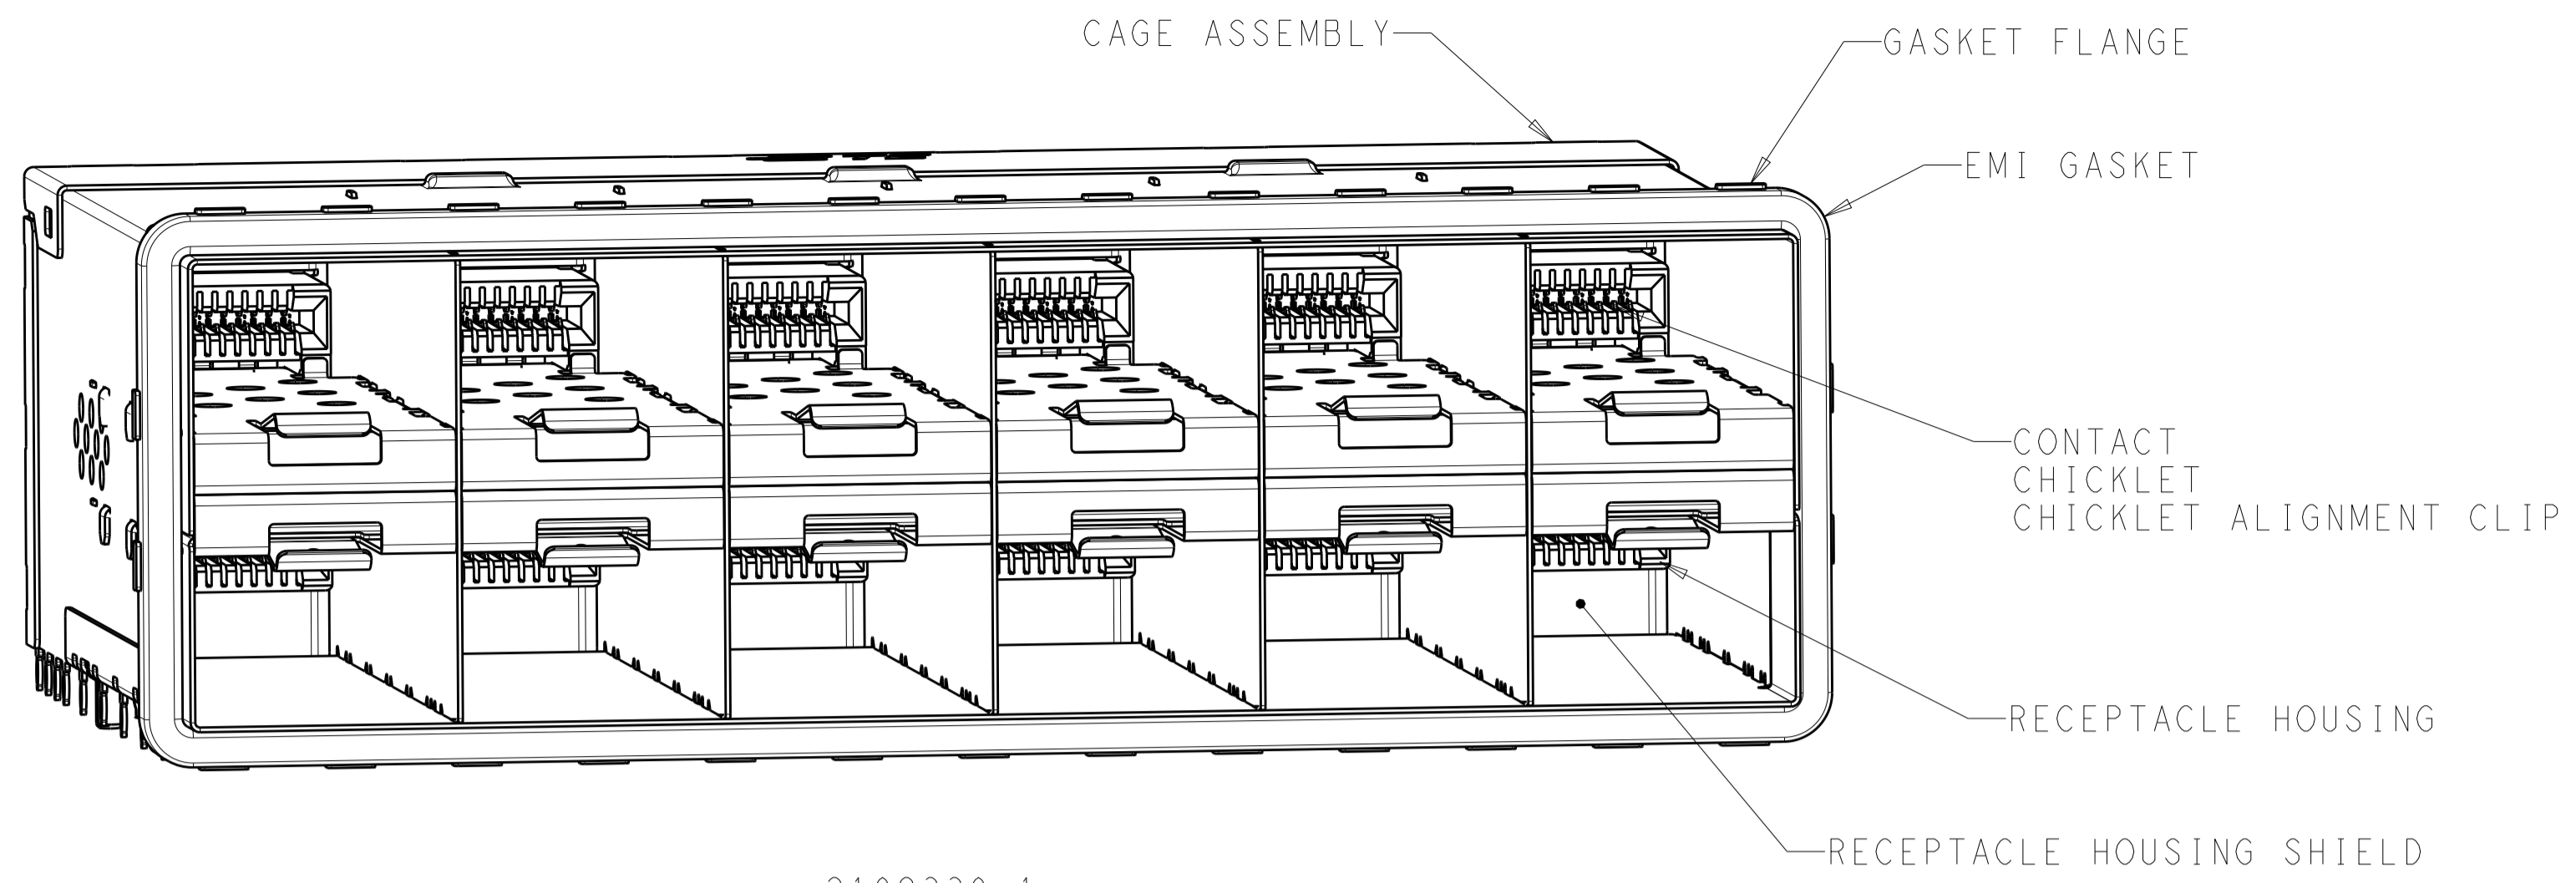 CAGE ASSEMBLY
GASKET FLANGE
EMI GASKET
CONTACT
CHICKLET
CHICKLET ALIGNMENT CLIP
RECEPTACLE HOUSING
RECEPTACLE HOUSING SHIELD